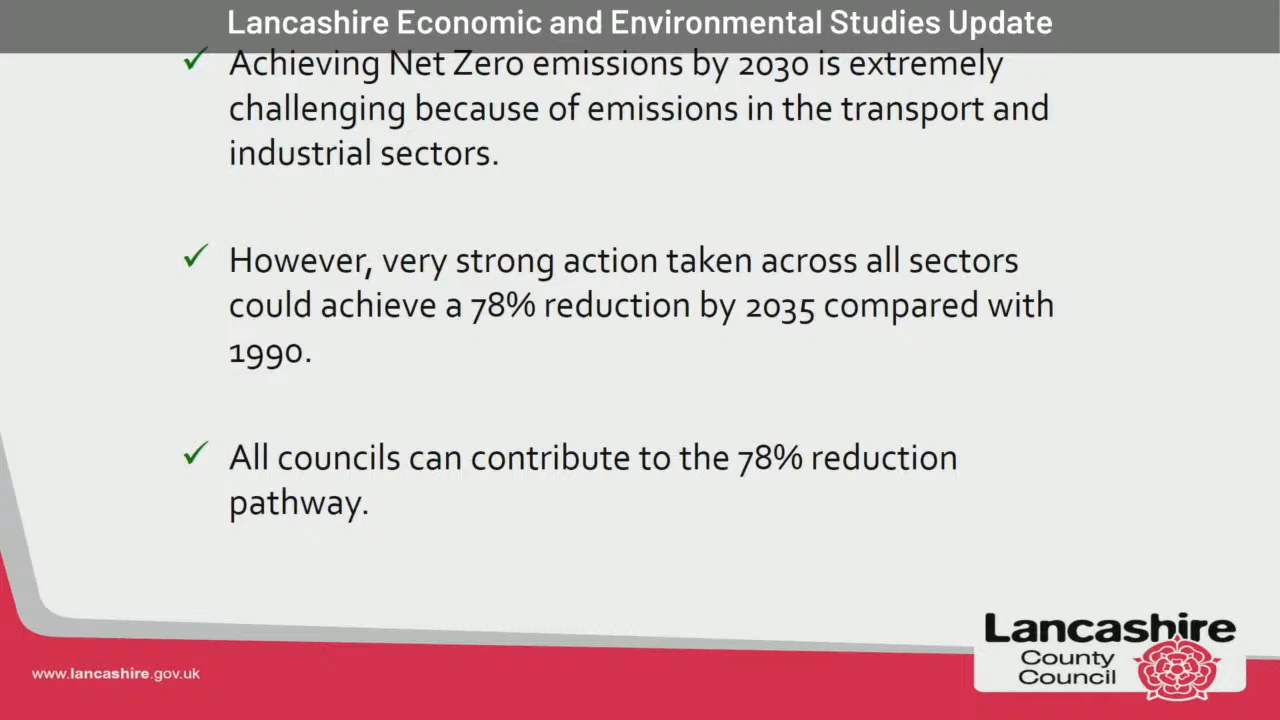 Lancashire Economic and Environmental Studies Update
✓ Achieving Net Zero emissions by 2030 is extremely
challenging because of emissions in the transport and
industrial sectors.
✓ However, very strong action taken across all sectors
could achieve a 78% reduction by 2035 compared with
1990.
✓ All councils can contribute to the 78% reduction
pathway.
www.lancashire.gov.uk
Lancashire
County
Council